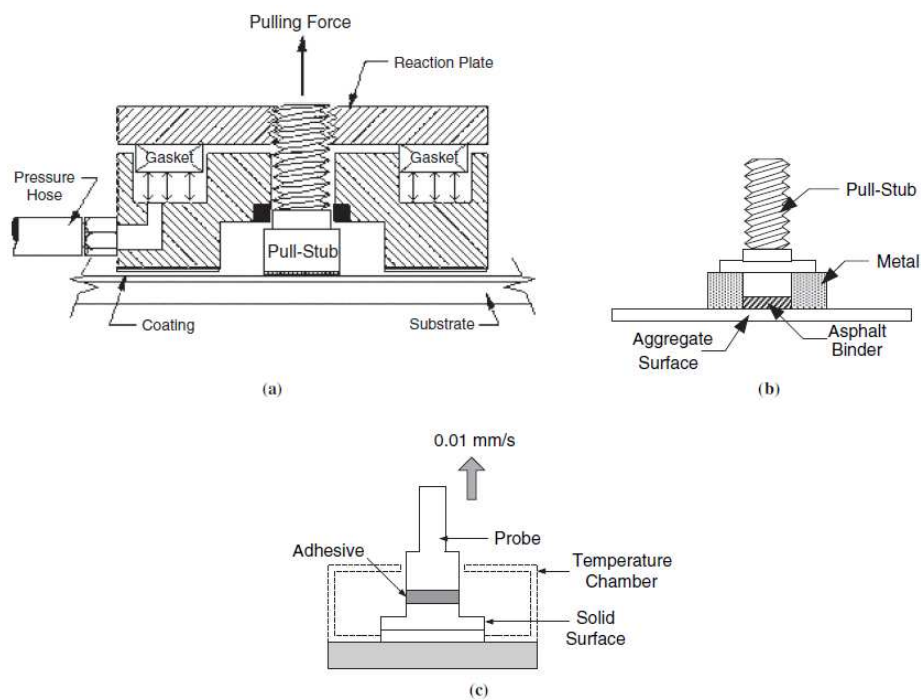 Pulling Force
Reaction Plate
Gasket
Gasket
Pressure
Hose
Pull-Stub
Coating
Substrate
(a)
Pull-Stub
Metal
Aggregate
Surface
Asphalt
Binder
(b)
0.01 mm/s
Probe
Adhesive
Temperature
Chamber
Solid
Surface
(c)